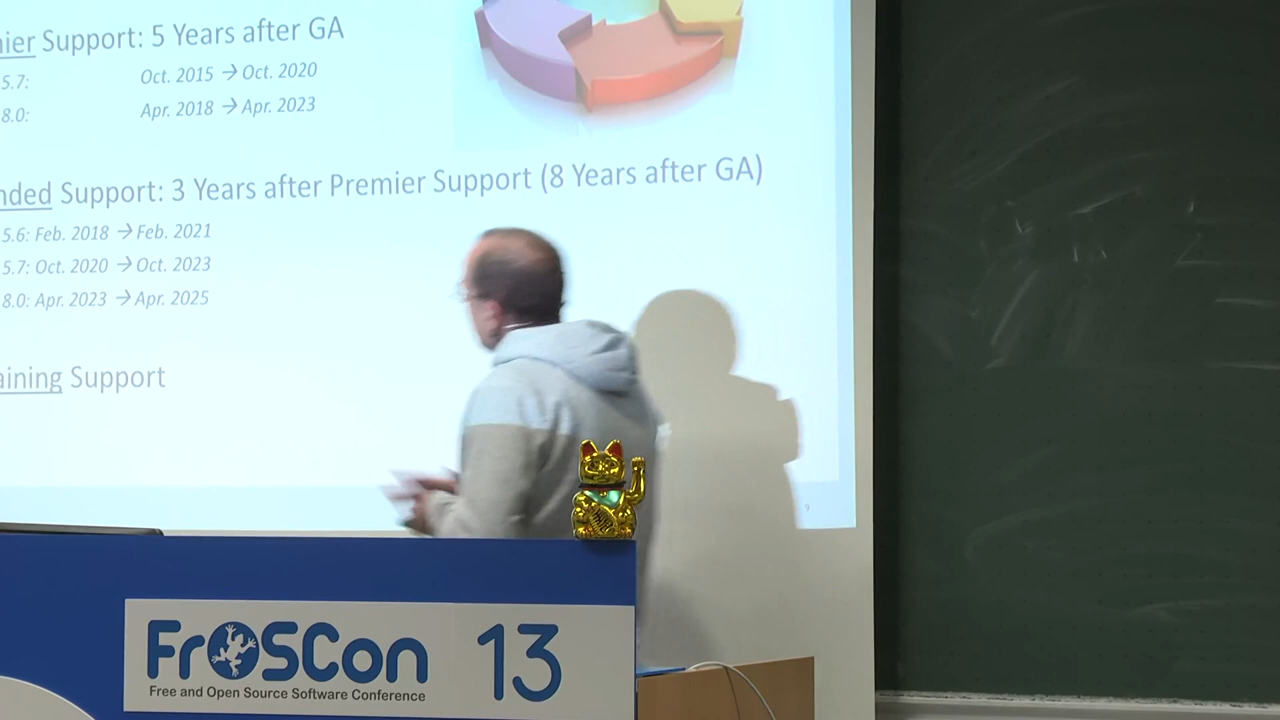 nier Support: 5 Years after GA
5.7: Oct. 2015 → Oct. 2020
8.0: Apr. 2018 → Apr. 2023
nded Support: 3 Years after Premier Support (8 Years after GA)
5.6: Feb. 2018 → Feb. 2021
5.7: Oct. 2020 → Oct. 2023
8.0: Apr. 2023 → Apr. 2025
aining Support
9
FrOSCon 13
Free and Open Source Software Conference